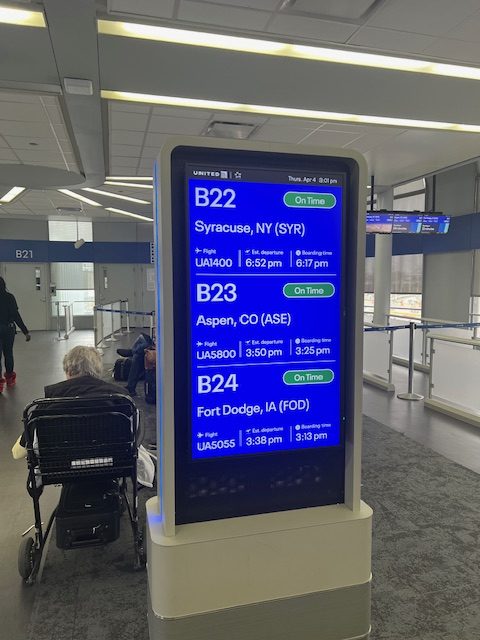 B22
B21
UNITED Thurs. Apr 4 3:01 pm
B22 On Time
Syracuse, NY (SYR)
Flight Est. departure Boarding time
UA1400 6:52 pm 6:17 pm
B23 On Time
Aspen, CO (ASE)
Flight Est. departure Boarding time
UA5800 3:50 pm 3:25 pm
B24 On Time
Fort Dodge, IA (FOD)
Flight Est. departure Boarding time
UA5055 3:38 pm 3:13 pm